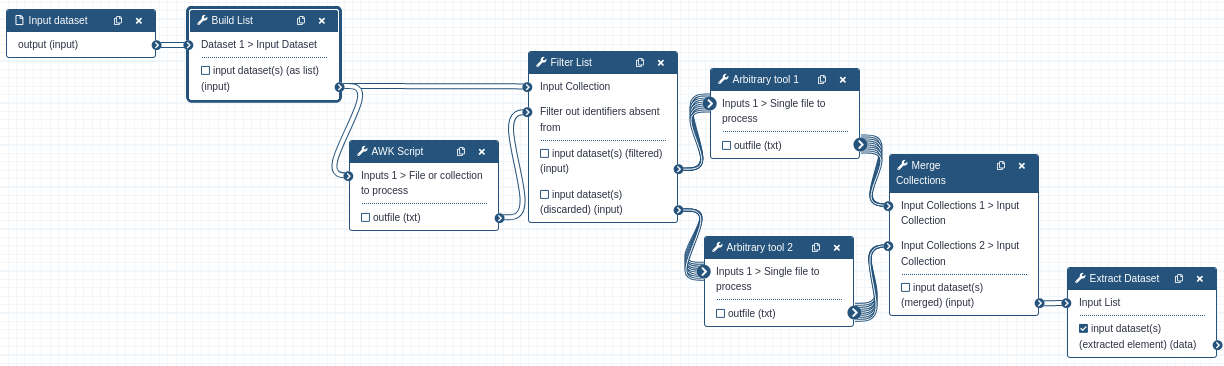 Input dataset
output (input)
Build List
Dataset 1 > Input Dataset
input dataset(s) (as list)
(input)
AWK Script
Inputs 1 > File or collection
to process
outfile (txt)
Filter List
Input Collection
Filter out identifiers absent
from
input dataset(s) (filtered)
(input)
input dataset(s)
(discarded) (input)
Arbitrary tool 1
Inputs 1 > Single file to
process
outfile (txt)
Arbitrary tool 2
Inputs 1 > Single file to
process
outfile (txt)
Merge
Collections
Input Collections 1 > Input
Collection
Input Collections 2 > Input
Collection
input dataset(s)
(merged) (input)
Extract Dataset
Input List
input dataset(s)
(extracted element) (data)